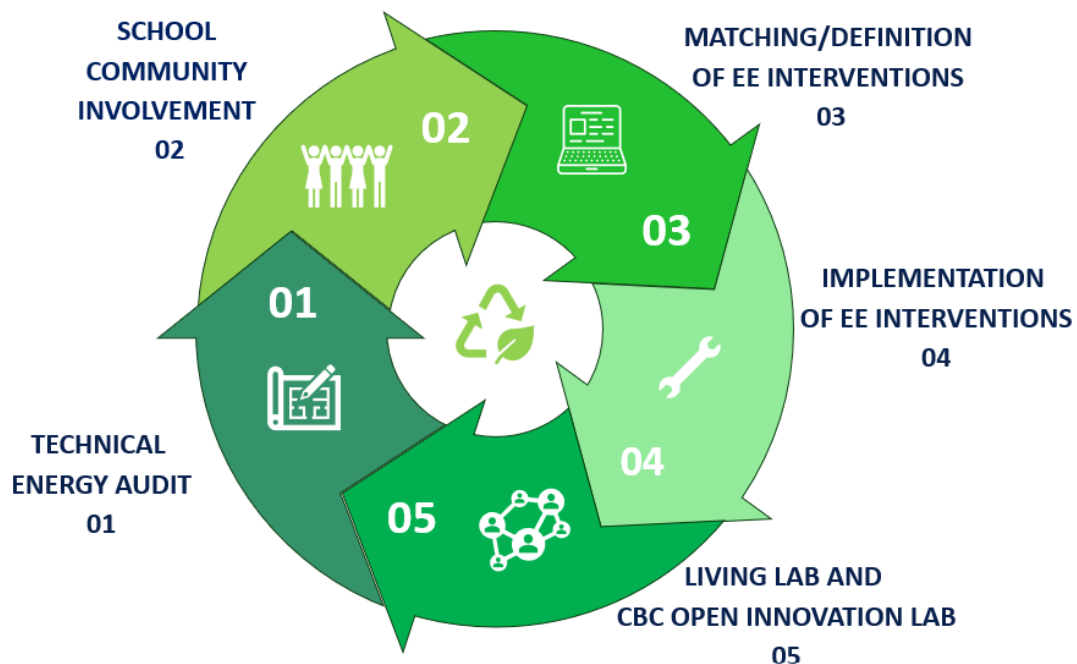 SCHOOL
COMMUNITY
INVOLVEMENT
02
MATCHING/DEFINITION
OF EE INTERVENTIONS
03
02
03
01
IMPLEMENTATION
OF EE INTERVENTIONS
04
TECHNICAL
ENERGY AUDIT
01
04
05
LIVING LAB AND
CBC OPEN INNOVATION LAB
05